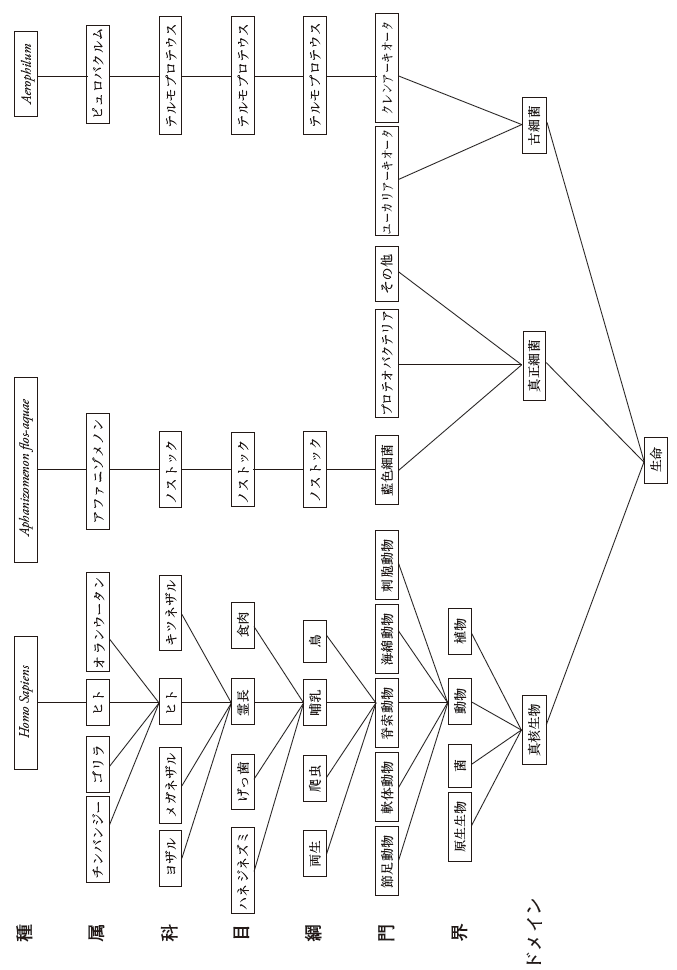 種
Homo Sapiens
Aphanizomenon flos-aquae
Aerophilum
属
チンパンジー
ゴリラ
ヒト
オランウータン
アファニゾメノン
ピュロバクルム
科
ヨザル
メガネザル
ヒト
キツネザル
ノストック
テルモプロテウス
目
ハネジネズミ
げっ歯
霊長
食肉
ノストック
テルモプロテウス
綱
両生
爬虫
哺乳
鳥
ノストック
テルモプロテウス
門
節足動物
軟体動物
脊索動物
海綿動物
刺胞動物
藍色細菌
プロテオバクテリア
その他
ユーカリアーキオータ
クレンアーキオータ
界
原生生物
菌
動物
植物
ドメイン
真核生物
真正細菌
古細菌
生命